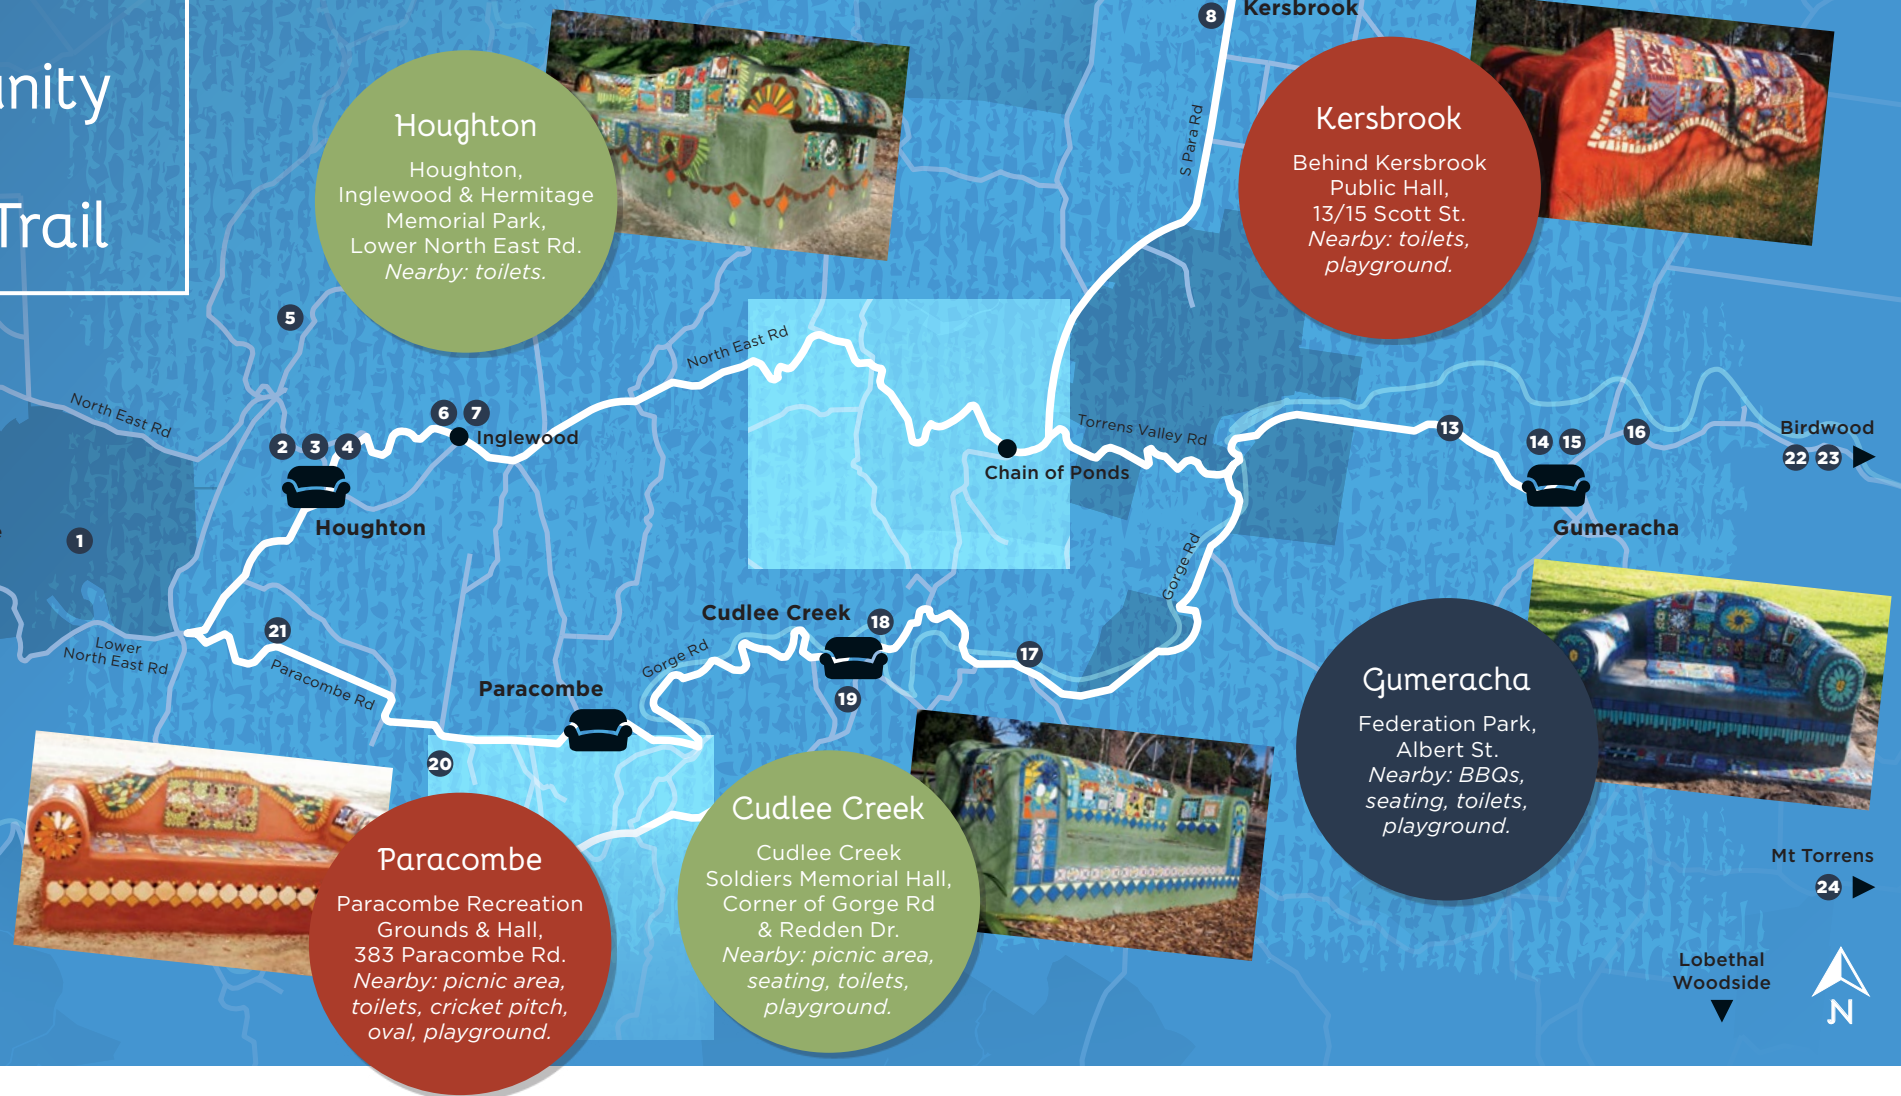 Trail
8
Kersbrook
Houghton
Houghton,
Inglewood & Hermitage
Memorial Park,
Lower North East Rd.
Nearby: toilets.
Kersbrook
Behind Kersbrook
Public Hall,
13/15 Scott St.
Nearby: toilets,
playground.
S Para Rd
5
North East Rd
North East Rd
6 7
Inglewood
2 3 4
Houghton
1
Chain of Ponds
Torrens Valley Rd
13
14 15
16
Birdwood
22 23
Gumeracha
Gorge Rd
Cudlee Creek
18
17
19
Lower
North East Rd
21
Paracombe Rd
Paracombe
Gorge Rd
20
Gumeracha
Federation Park,
Albert St.
Nearby: BBQs,
seating, toilets,
playground.
Paracombe
Paracombe Recreation
Grounds & Hall,
383 Paracombe Rd.
Nearby: picnic area,
toilets, cricket pitch,
oval, playground.
Cudlee Creek
Cudlee Creek
Soldiers Memorial Hall,
Corner of Gorge Rd
& Redden Dr.
Nearby: picnic area,
seating, toilets,
playground.
Mt Torrens
24
Lobethal
Woodside
N